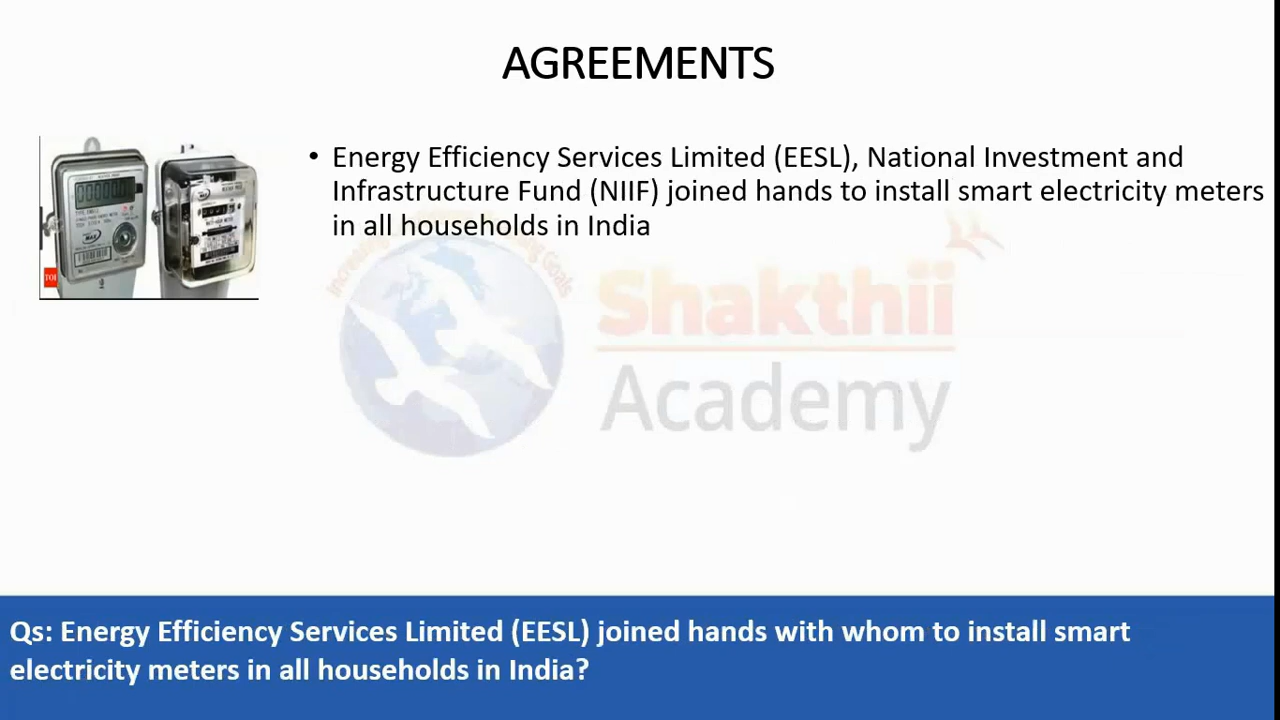 AGREEMENTS
• Energy Efficiency Services Limited (EESL), National Investment and
Infrastructure Fund (NIIF) joined hands to install smart electricity meters
in all households in India
TOI
Shakthii
Academy
Qs: Energy Efficiency Services Limited (EESL) joined hands with whom to install smart
electricity meters in all households in India?